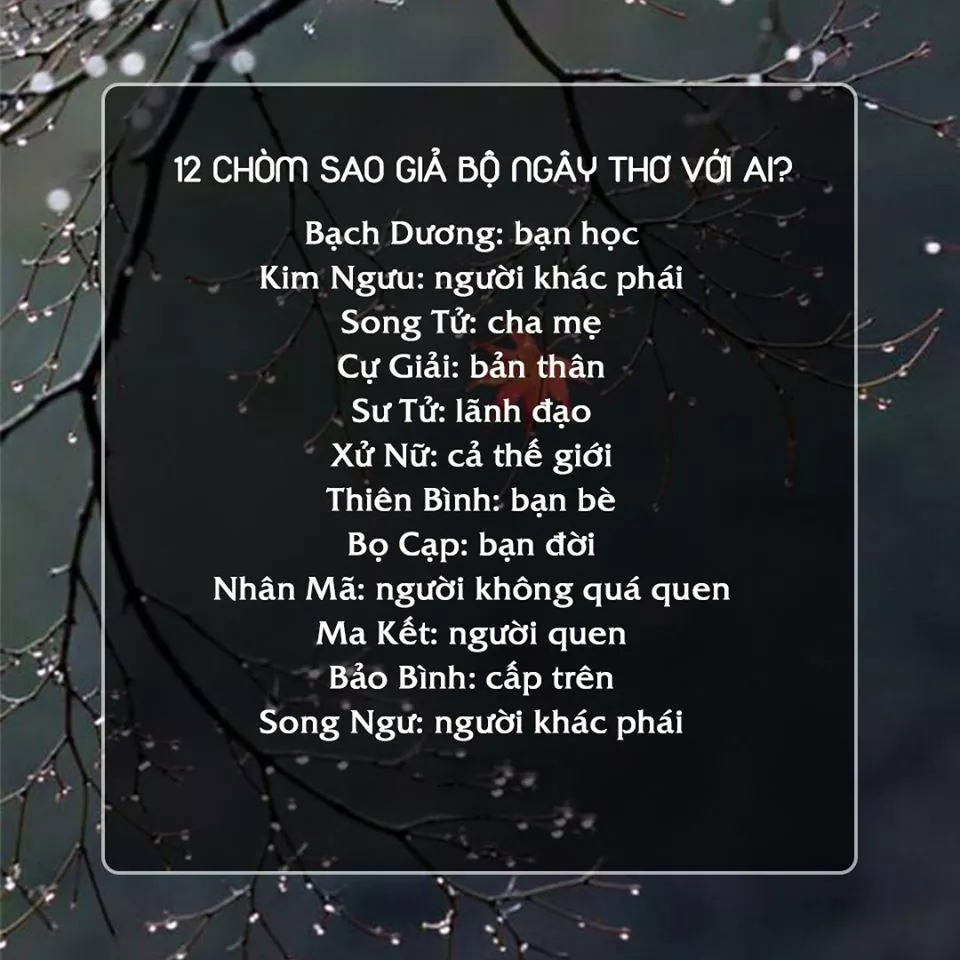 12 CHÒM SAO GIẢ BỘ NGÂY THƠ VỚI AI?
Bạch Dương: bạn học
Kim Ngưu: người khác phái
Song Tử: cha mẹ
Cự Giải: bản thân
Sư Tử: lãnh đạo
Xử Nữ: cả thế giới
Thiên Bình: bạn bè
Bọ Cạp: bạn đời
Nhân Mã: người không quá quen
Ma Kết: người quen
Bảo Bình: cấp trên
Song Ngư: người khác phái